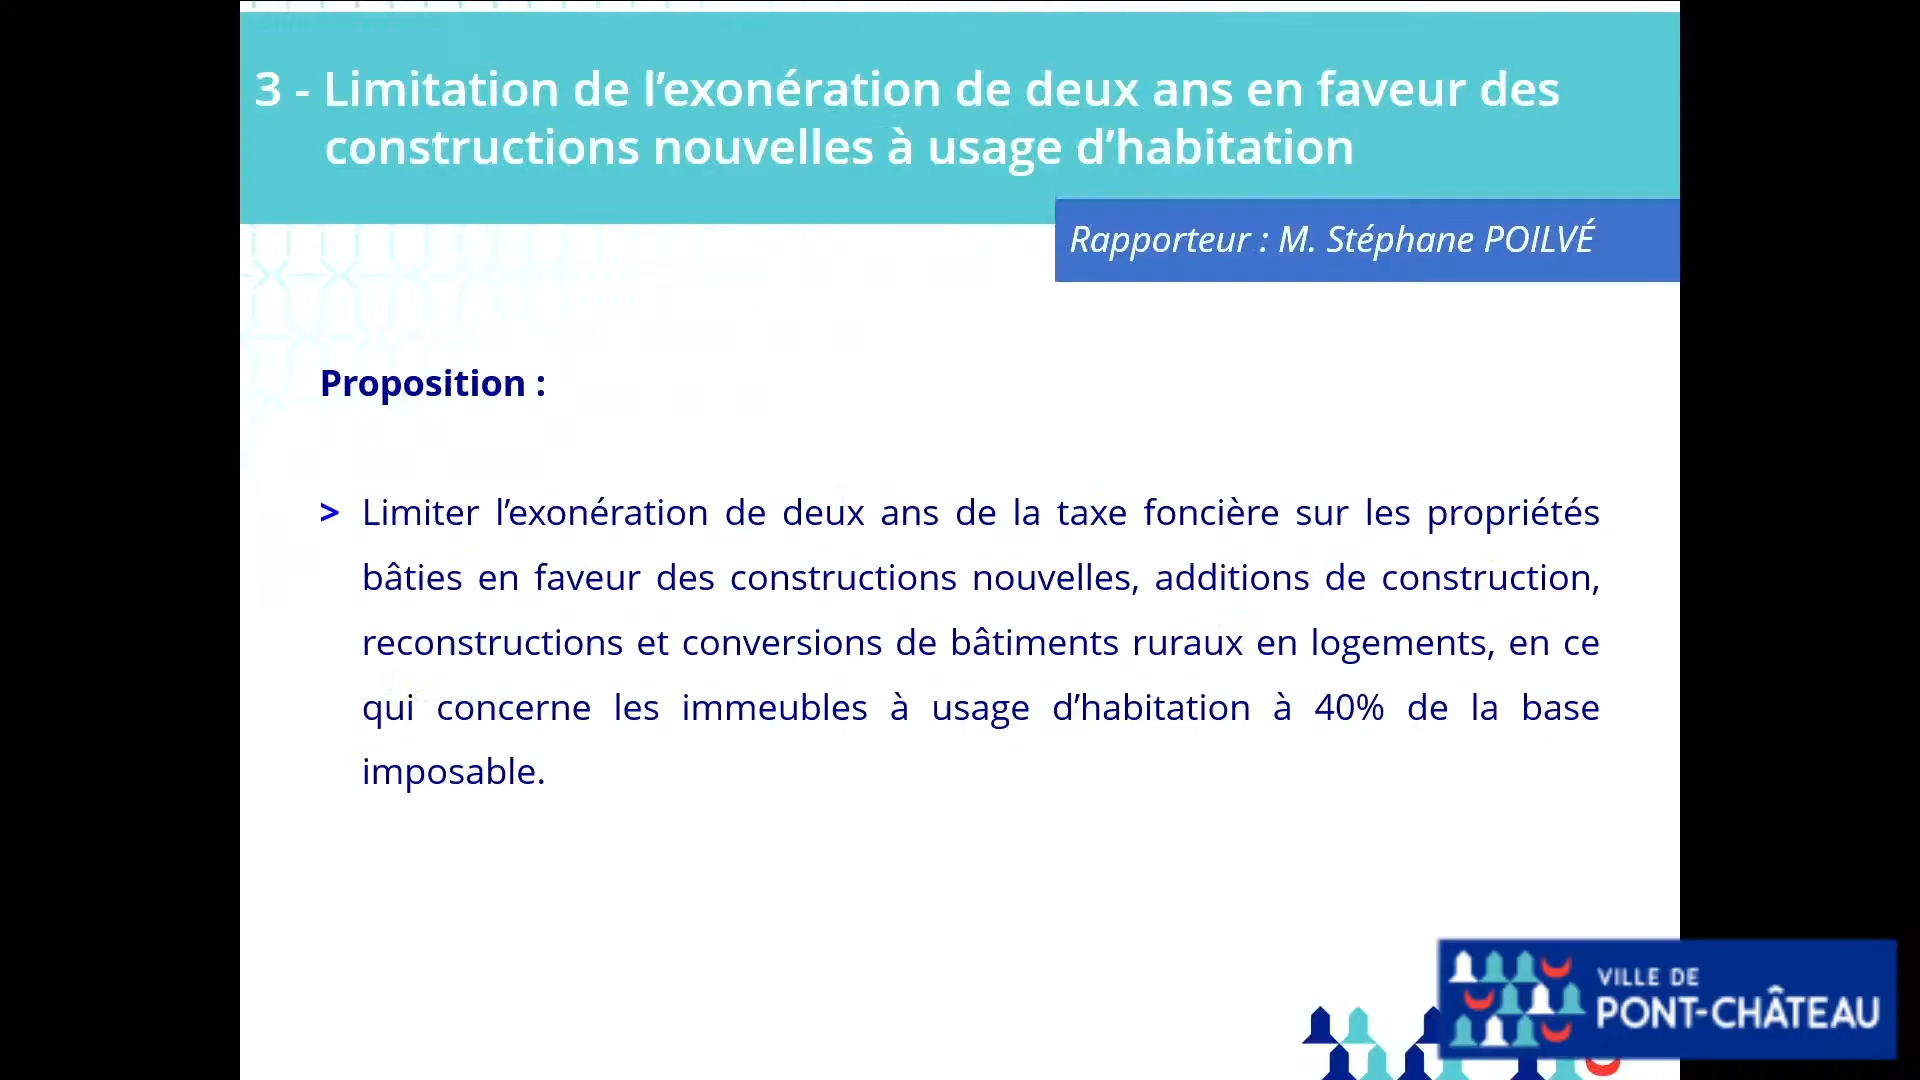 3 - Limitation de l’exonération de deux ans en faveur des
constructions nouvelles à usage d’habitation
Rapporteur : M. Stéphane POILVÉ
Proposition :
> Limiter l’exonération de deux ans de la taxe foncière sur les propriétés
bâties en faveur des constructions nouvelles, additions de construction,
reconstructions et conversions de bâtiments ruraux en logements, en ce
qui concerne les immeubles à usage d’habitation à 40% de la base
imposable.
VILLE DE
PONT-CHÂTEAU